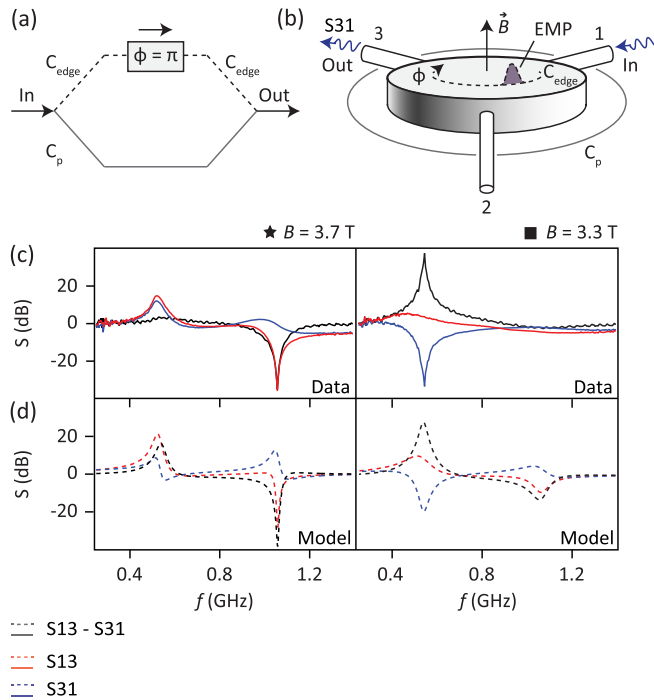 (a)
ϕ = π
C_edge
C_edge
In
Out
C_p
(b)
S31
3
B
EMP
1
Out
ϕ
C_edge
In
C_p
2
★ B = 3.7 T
■ B = 3.3 T
(c)
S (dB)
20
0
-20
Data
Data
(d)
S (dB)
20
0
-20
Model
Model
0.4 0.8 1.2
0.4 0.8 1.2
f (GHz)
f (GHz)
S13 - S31
S13
S31